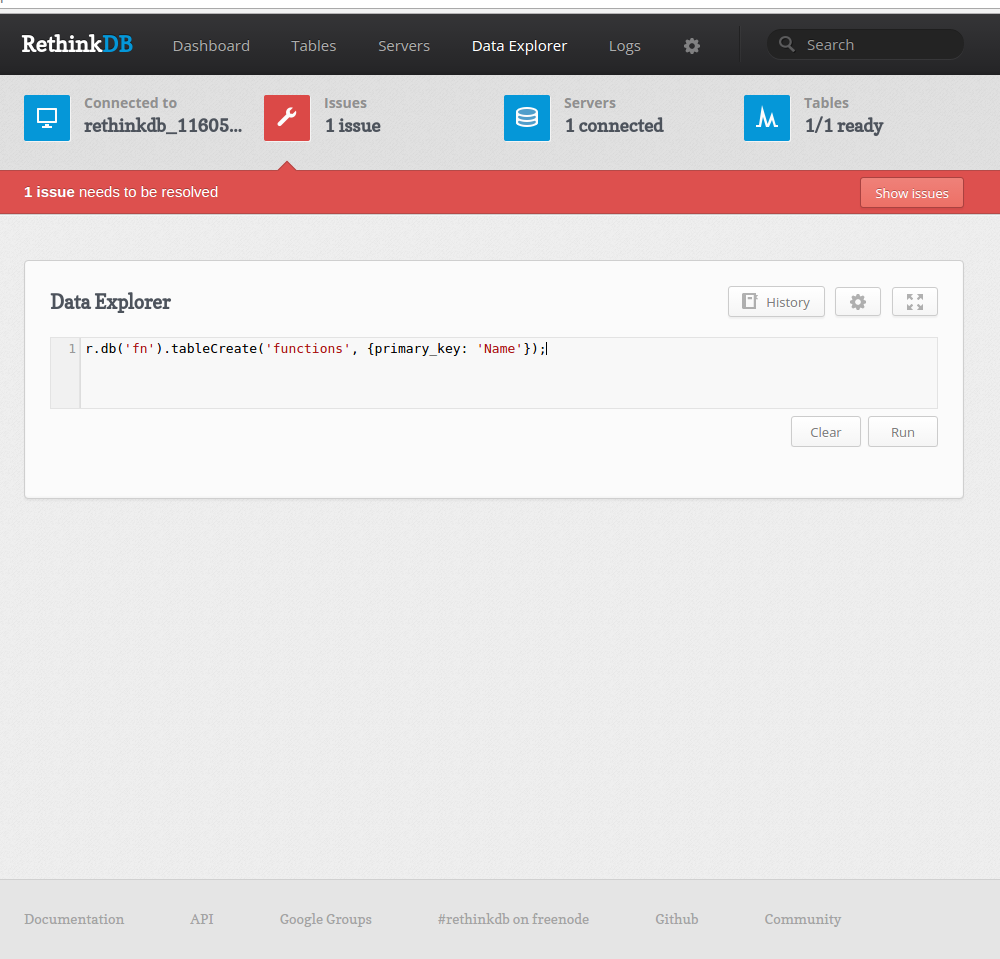 RethinkDB Dashboard Tables Servers Data Explorer Logs Search
Connected to Issues Servers Tables
rethinkdb_11605... 1 issue 1 connected 1/1 ready
1 issue needs to be resolved Show issues
Data Explorer History
1 r.db('fn').tableCreate('functions', {primary_key: 'Name'});
Clear Run
Documentation API Google Groups #rethinkdb on freenode Github Community